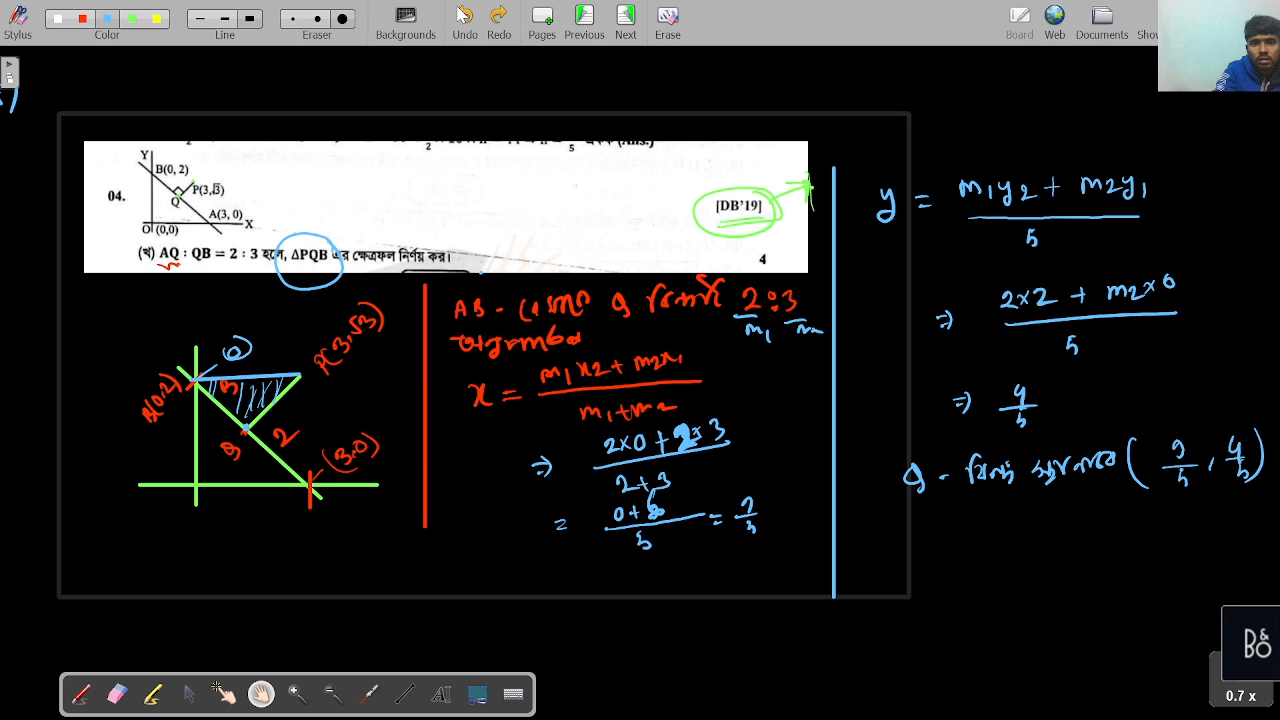 Stylus Color Line Eraser Backgrounds Undo Redo Pages Previous Next Erase Board Web Documents Show
04.
Y
B(0, 2)
P(3,√3)
Q
A(3, 0)
O (0,0) X
[DB'19]
(খ) AQ : QB = 2 : 3 হলে, ΔPQB এর ক্ষেত্রফল নির্ণয় কর।
4
B(0,2)
P(3,√3)
3
2
(3,0)
AB - Q 2:3
m₁
x = m₁x₂ + m₂x₁ / m₁+m₂
⇒ 2×0 + 3 / 2+3
= 0+ / 5 = 9/5
y = m₁y₂ + m₂y₁ / 5
⇒ 2×2 + m₂×0 / 5
⇒ 4/5
Q - (9/5, 4/5)
B&O
0.7 x